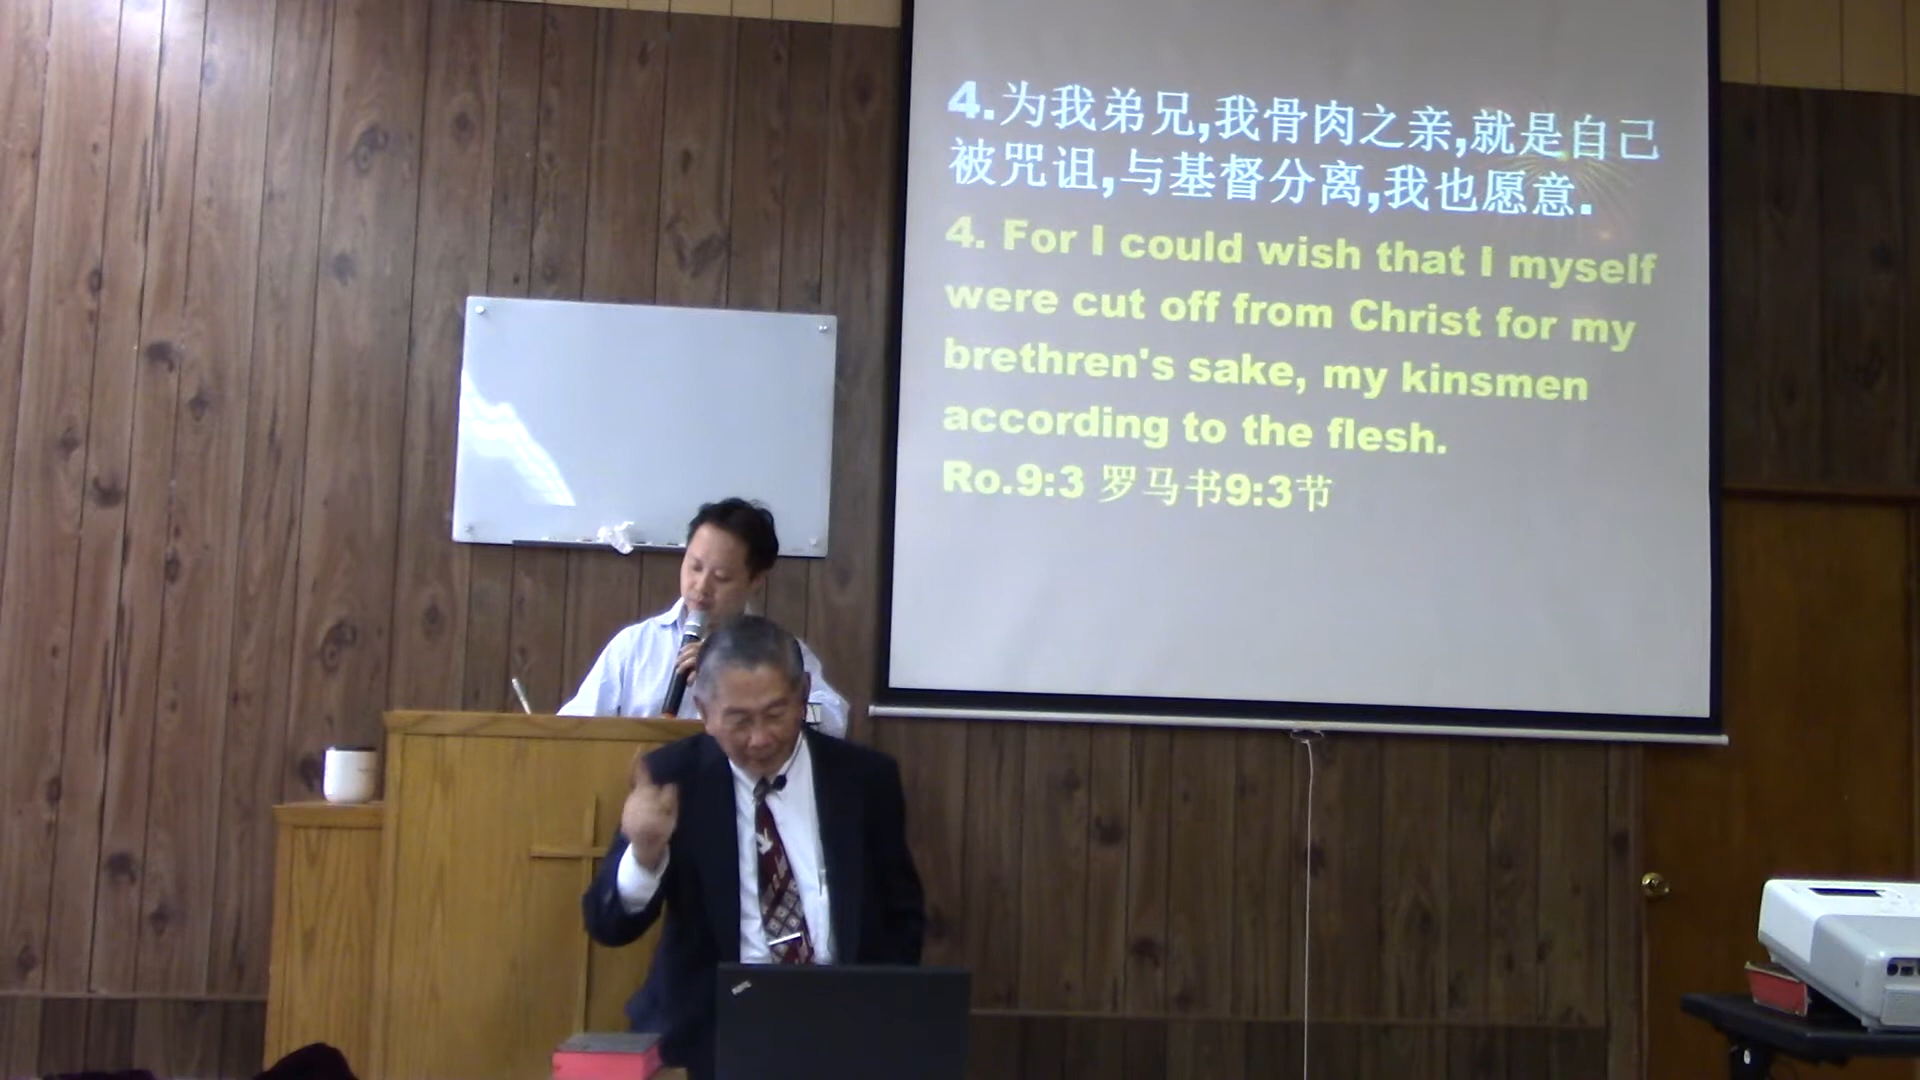 4.为我弟兄,我骨肉之亲,就是自己
被咒诅,与基督分离,我也愿意.
4. For I could wish that I myself
were cut off from Christ for my
brethren's sake, my kinsmen
according to the flesh.
Ro.9:3 罗马书9:3节